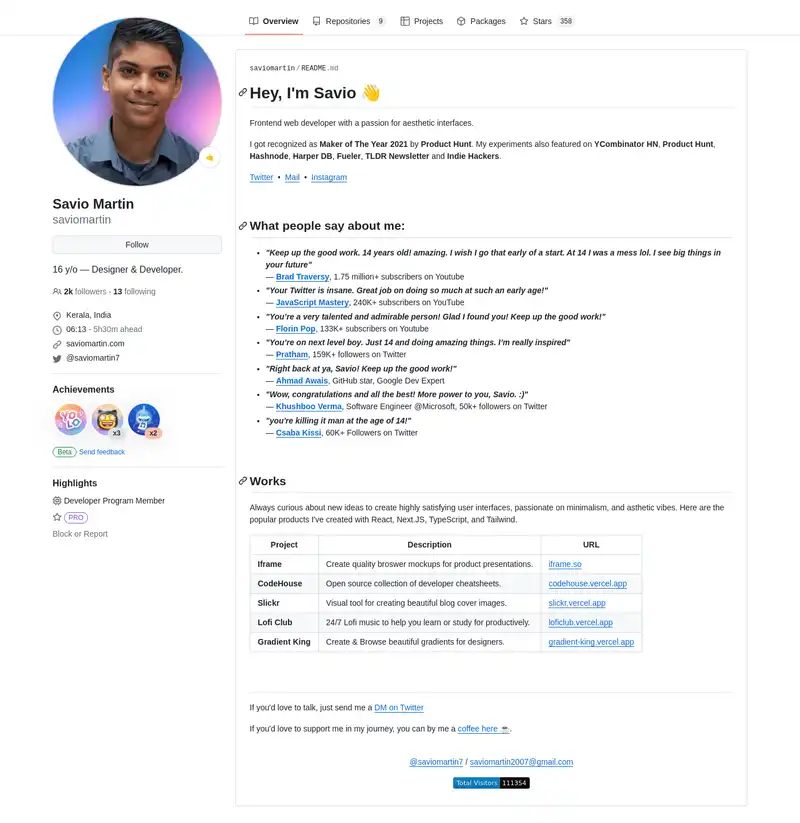 Overview
Repositories 9
Projects
Packages
Stars 358
saviomartin / README.md
Hey, I'm Savio 👋
Frontend web developer with a passion for aesthetic interfaces.
I got recognized as Maker of The Year 2021 by Product Hunt. My experiments also featured on YCombinator HN, Product Hunt,
Hashnode, Harper DB, Fueler, TLDR Newsletter and Indie Hackers.
Twitter • Mail • Instagram
Savio Martin
saviomartin
Follow
16 y/o — Designer & Developer.
2k followers · 13 following
Kerala, India
06:13 - 5h30m ahead
saviomartin.com
@saviomartin7
Achievements
YOLO
x3
x2
Beta Send feedback
Highlights
Developer Program Member
PRO
Block or Report
What people say about me:
• "Keep up the good work. 14 years old! amazing. I wish I go that early of a start. At 14 I was a mess lol. I see big things in
your future"
— Brad Traversy, 1.75 million+ subscribers on Youtube
• "Your Twitter is insane. Great job on doing so much at such an early age!"
— JavaScript Mastery, 240K+ subscribers on YouTube
• "You're a very talented and admirable person! Glad I found you! Keep up the good work!"
— Florin Pop, 133K+ subscribers on Youtube
• "You're on next level boy. Just 14 and doing amazing things. I'm really inspired"
— Pratham, 159K+ followers on Twitter
• "Right back at ya, Savio! Keep up the good work!"
— Ahmad Awais, GitHub star, Google Dev Expert
• "Wow, congratulations and all the best! More power to you, Savio. :)"
— Khushboo Verma, Software Engineer @Microsoft, 50k+ followers on Twitter
• "you're killing it man at the age of 14!"
— Csaba Kissi, 60K+ Followers on Twitter
Works
Always curious about new ideas to create highly satisfying user interfaces, passionate on minimalism, and asthetic vibes. Here are the
popular products I've created with React, Next.JS, TypeScript, and Tailwind.
Project Description URL
Iframe Create quality broswer mockups for product presentations. iframe.so
CodeHouse Open source collection of developer cheatsheets. codehouse.vercel.app
Slickr Visual tool for creating beautiful blog cover images. slickr.vercel.app
Lofi Club 24/7 Lofi music to help you learn or study for productively. loficlub.vercel.app
Gradient King Create & Browse beautiful gradients for designers. gradient-king.vercel.app
If you'd love to talk, just send me a DM on Twitter
If you'd love to support me in my journey, you can by me a coffee here ☕.
@saviomartin7 / saviomartin2007@gmail.com
Total Visitors 111354